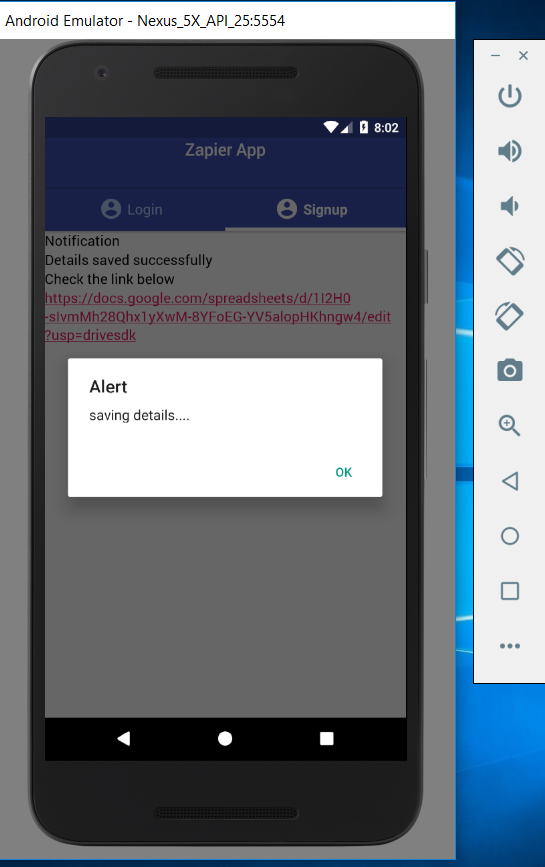 Android Emulator - Nexus_5X_API_25:5554
8:02
Zapier App
Login
Signup
Notification
Details saved successfully
Check the link below
https://docs.google.com/spreadsheets/d/1I2H0
-sIvmMh28Qhx1yXwM-8YFoEG-YV5alopHKhngw4/edit
?usp=drivesdk
Alert
saving details....
OK